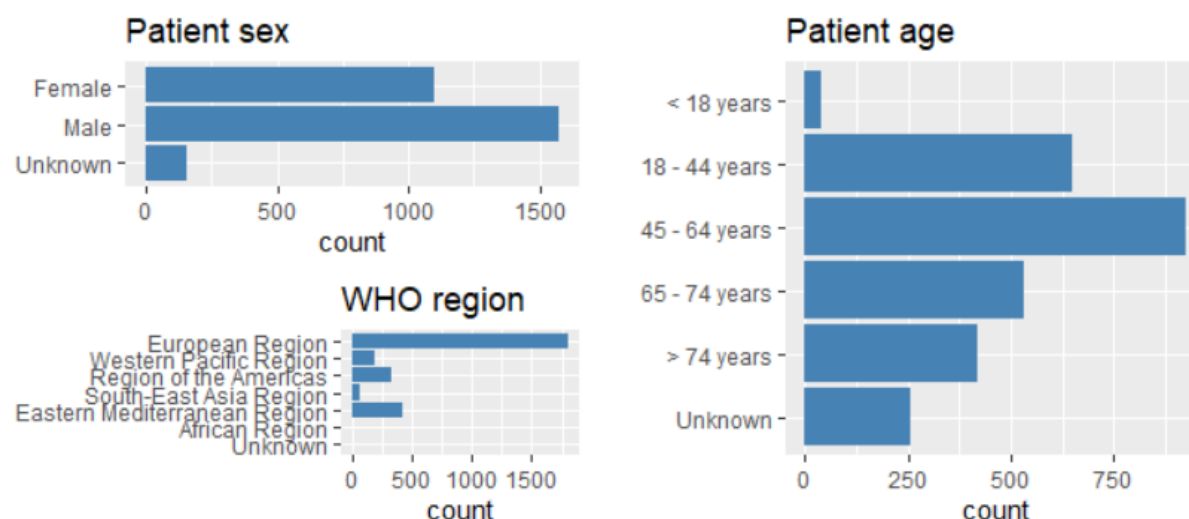 Patient sex
Female
Male
Unknown
0 500 1000 1500
count
WHO region
European Region
Western Pacific Region
Region of the Americas
South-East Asia Region
Eastern Mediterranean Region
African Region
Unknown
0 500 1000 1500
count
Patient age
< 18 years
18 - 44 years
45 - 64 years
65 - 74 years
> 74 years
Unknown
0 250 500 750
count